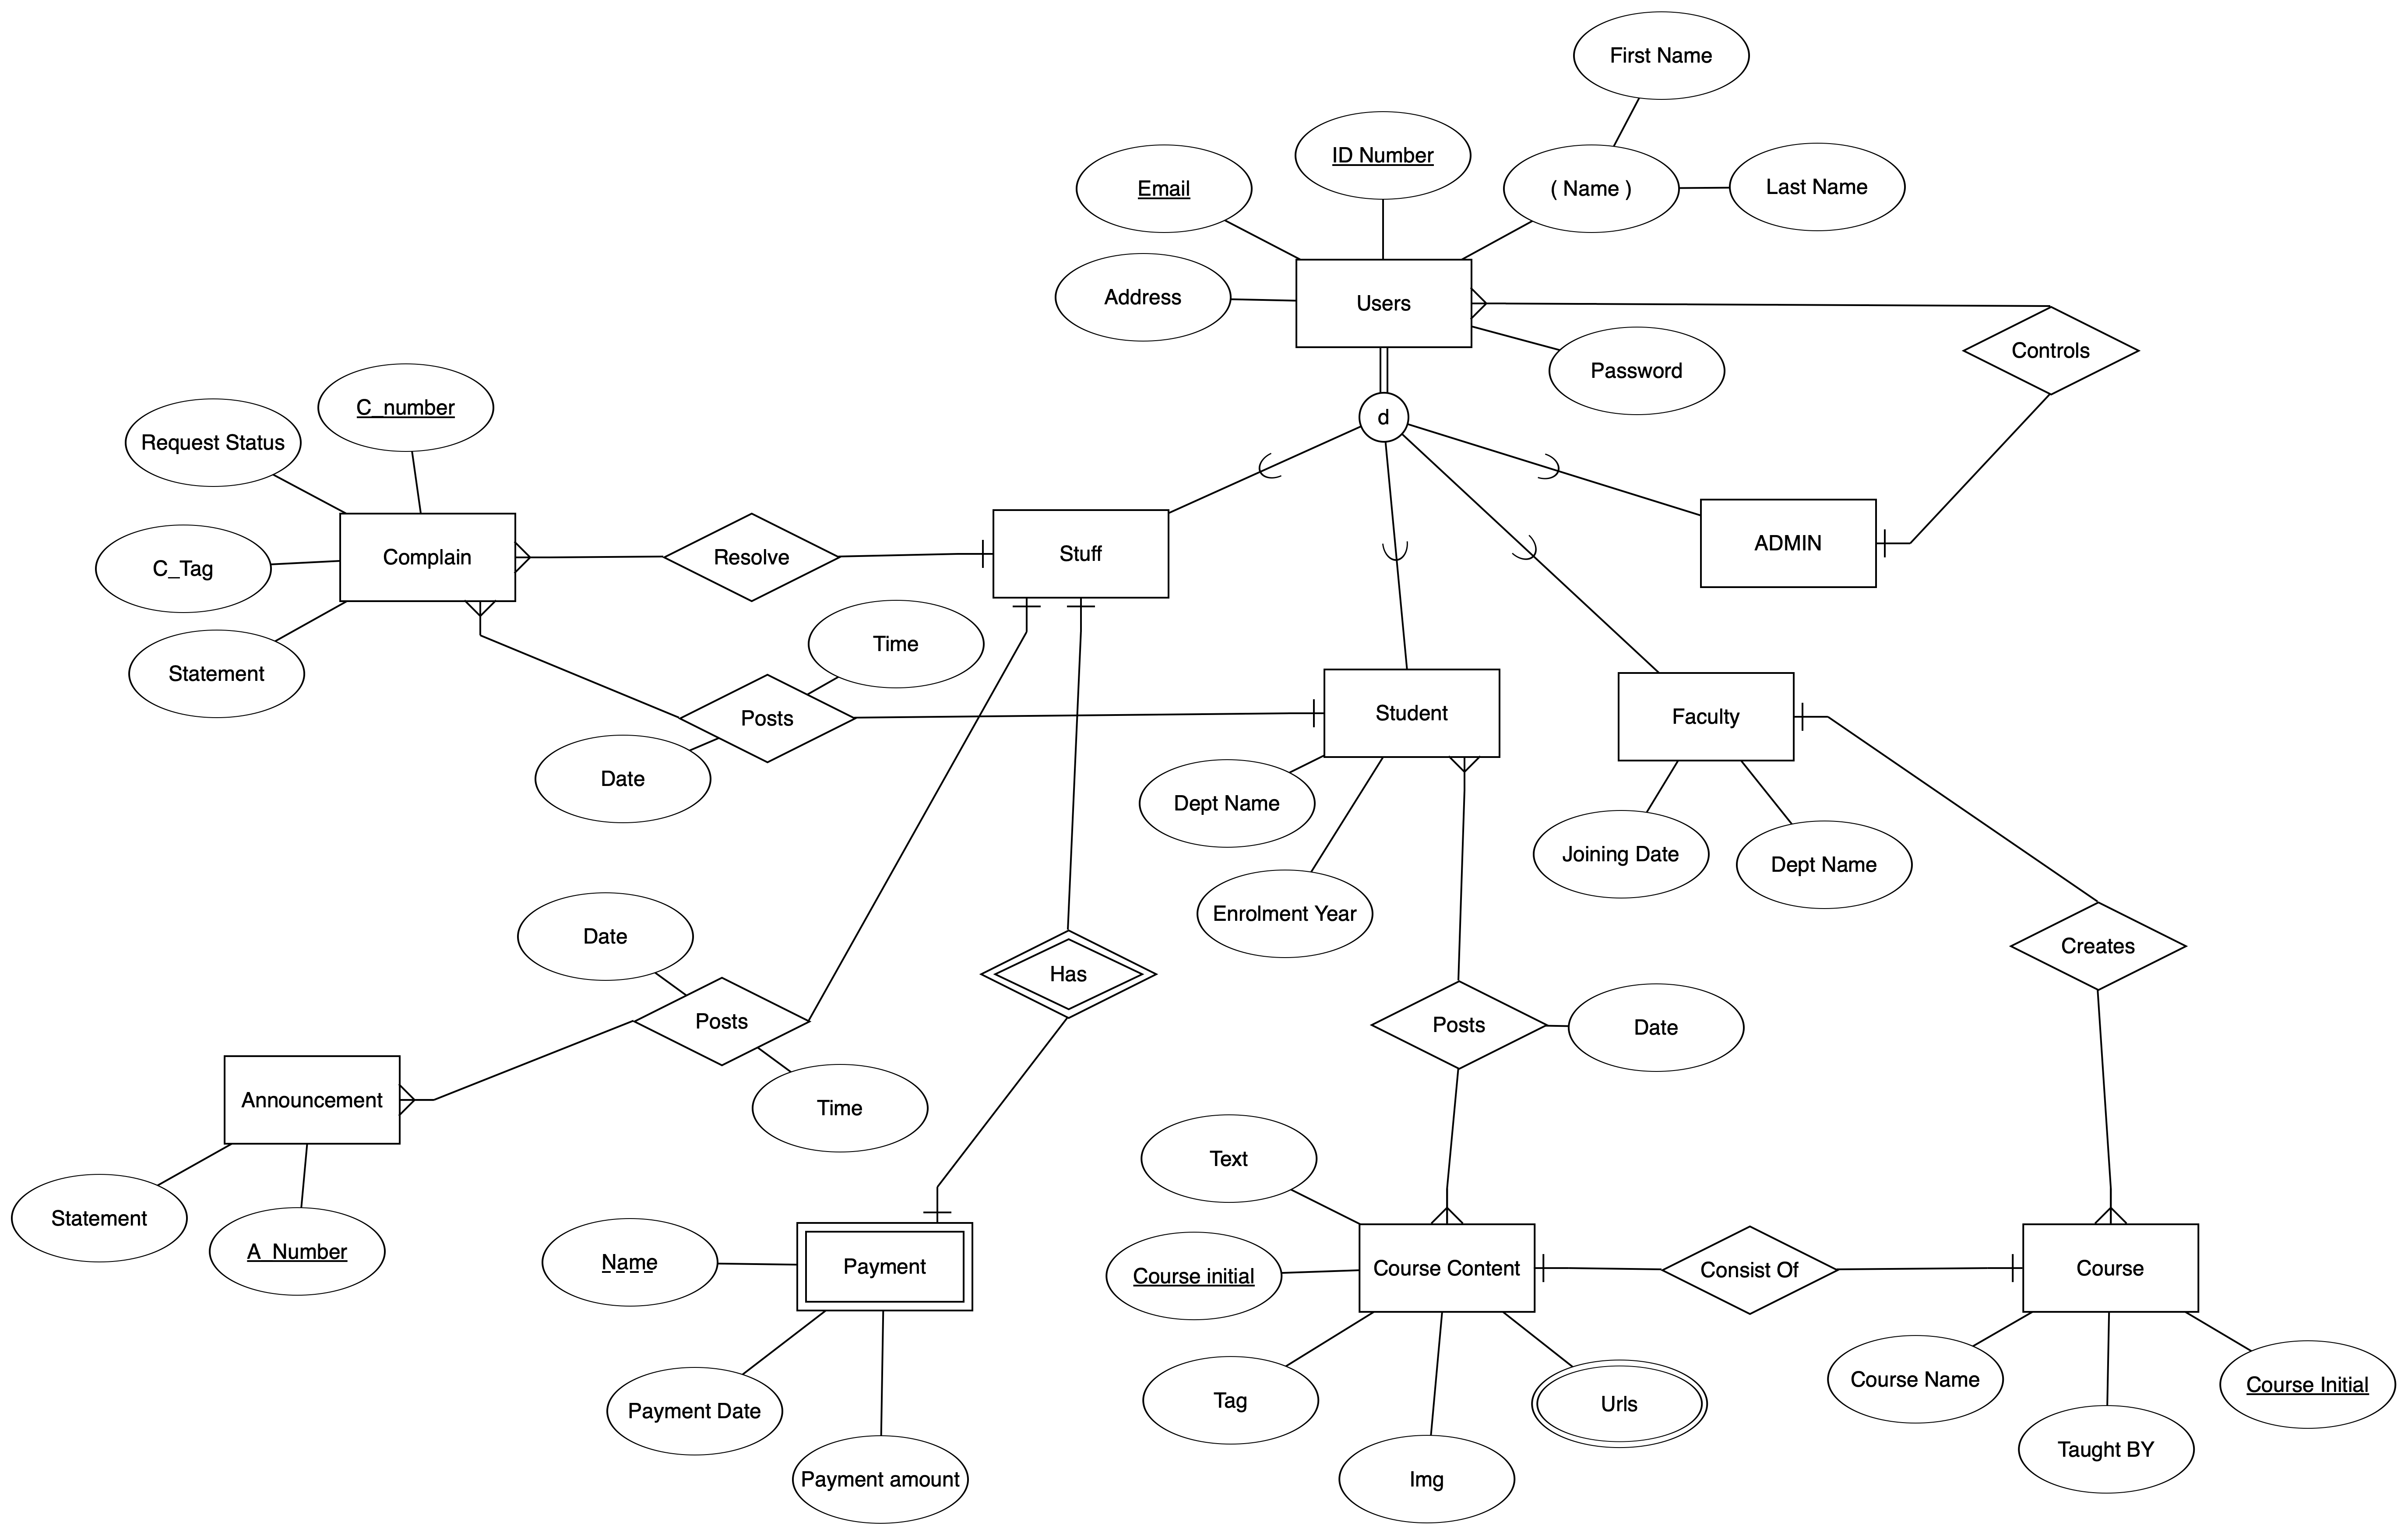 First Name
ID Number
Email
( Name )
Last Name
Address
Users
Password
Controls
d
C_number
Request Status
C_Tag
Complain
Statement
Resolve
Stuff
ADMIN
Time
Posts
Date
Student
Faculty
Dept Name
Enrolment Year
Joining Date
Dept Name
Date
Posts
Time
Has
Creates
Posts
Date
Announcement
Statement
A_Number
Text
Name
Payment
Payment Date
Payment amount
Course initial
Course Content
Consist Of
Course
Tag
Img
Urls
Course Name
Taught BY
Course Initial